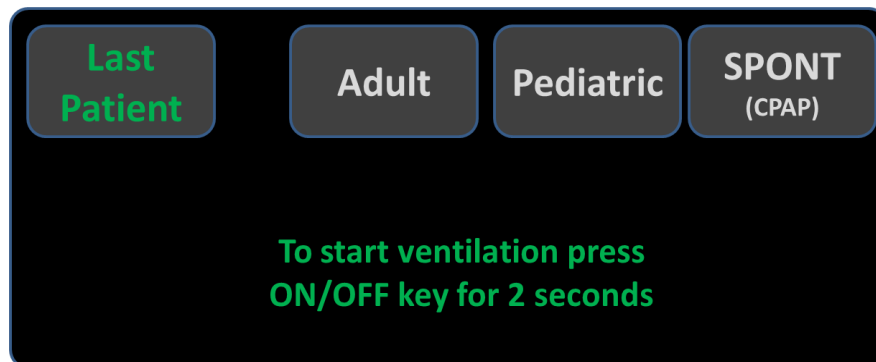 Last
Patient
Adult
Pediatric
SPONT
(CPAP)
To start ventilation press
ON/OFF key for 2 seconds